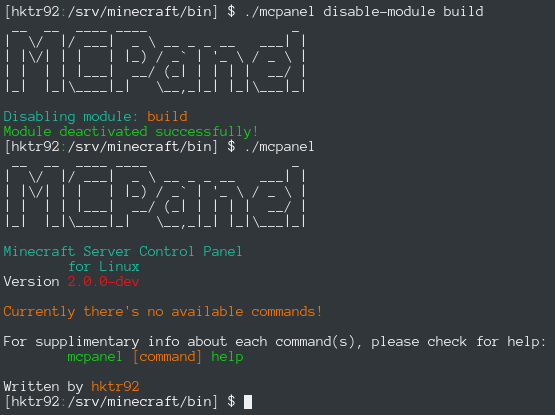 [hktr92:/srv/minecraft/bin] $ ./mcpanel disable-module build
MCPanel
Disabling module: build
Module deactivated successfully!
[hktr92:/srv/minecraft/bin] $ ./mcpanel
MCPanel
Minecraft Server Control Panel
for Linux
Version 2.0.0-dev
Currently there's no available commands!
For supplimentary info about each command(s), please check for help:
mcpanel [command] help
Written by hktr92
[hktr92:/srv/minecraft/bin] $